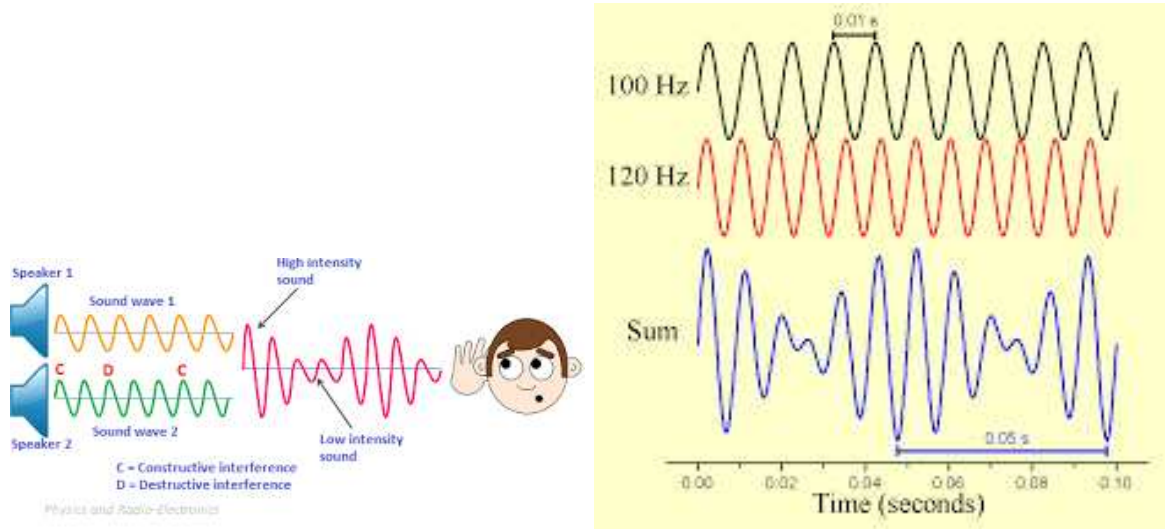 Speaker 1
Sound wave 1
High intensity
sound
C D C
Speaker 2
Sound wave 2
Low intensity
sound
C = Constructive interference
D = Destructive interference
Physics and Radio-Electronics
0.01 s
100 Hz
120 Hz
Sum
0.05 s
0.00 0.02 0.04 0.06 0.08 0.10
Time (seconds)